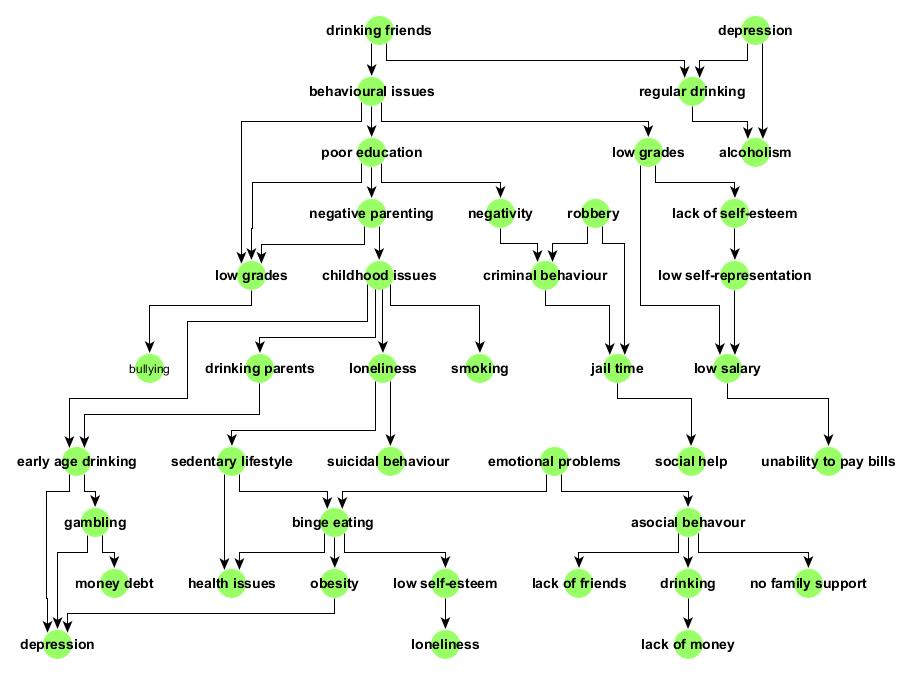 drinking friends
depression
behavioural issues
regular drinking
poor education
low grades
alcoholism
negative parenting
negativity
robbery
lack of self-esteem
low grades
childhood issues
criminal behaviour
low self-representation
bullying
drinking parents
loneliness
smoking
jail time
low salary
early age drinking
sedentary lifestyle
suicidal behaviour
emotional problems
social help
unability to pay bills
gambling
binge eating
asocial behavour
money debt
health issues
obesity
low self-esteem
lack of friends
drinking
no family support
depression
loneliness
lack of money